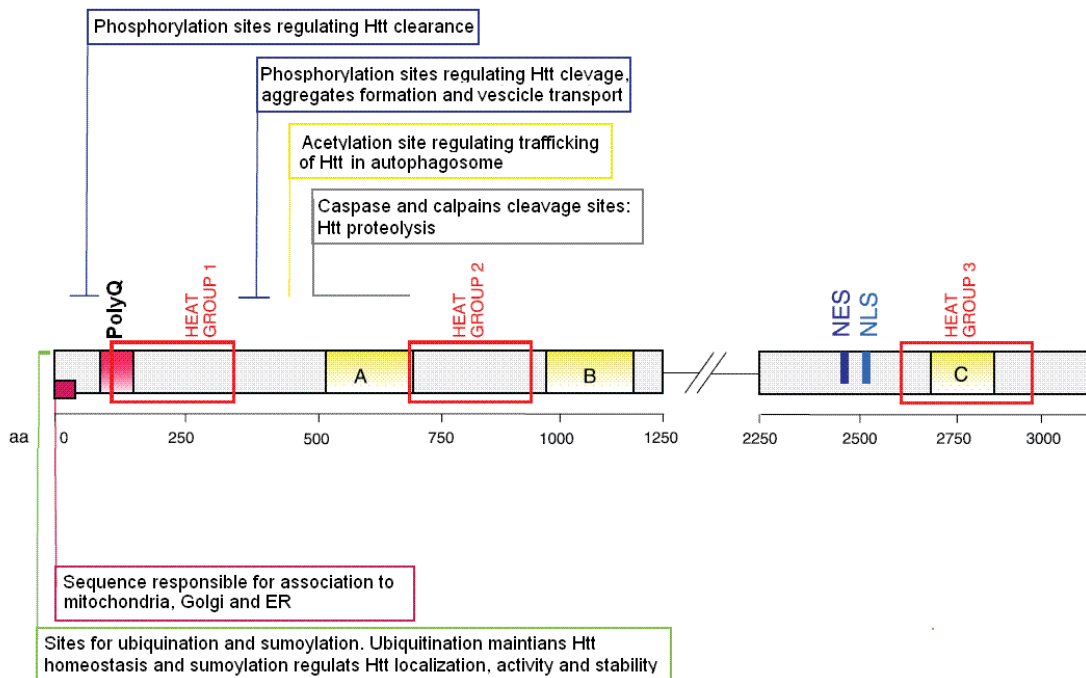 Phosphorylation sites regulating Htt clearance
Phosphorylation sites regulating Htt clevage,
aggregates formation and vescicle transport
Acetylation site regulating trafficking
of Htt in autophagosome
Caspase and calpains cleavage sites:
Htt proteolysis
PolyQ
HEAT
GROUP 1
HEAT
GROUP 2
NES
NLS
HEAT
GROUP 3
A
B
C
aa 0 250 500 750 1000 1250 2250 2500 2750 3000
Sequence responsible for association to
mitochondria, Golgi and ER
Sites for ubiquination and sumoylation. Ubiquitination maintians Htt
homeostasis and sumoylation regulats Htt localization, activity and stability